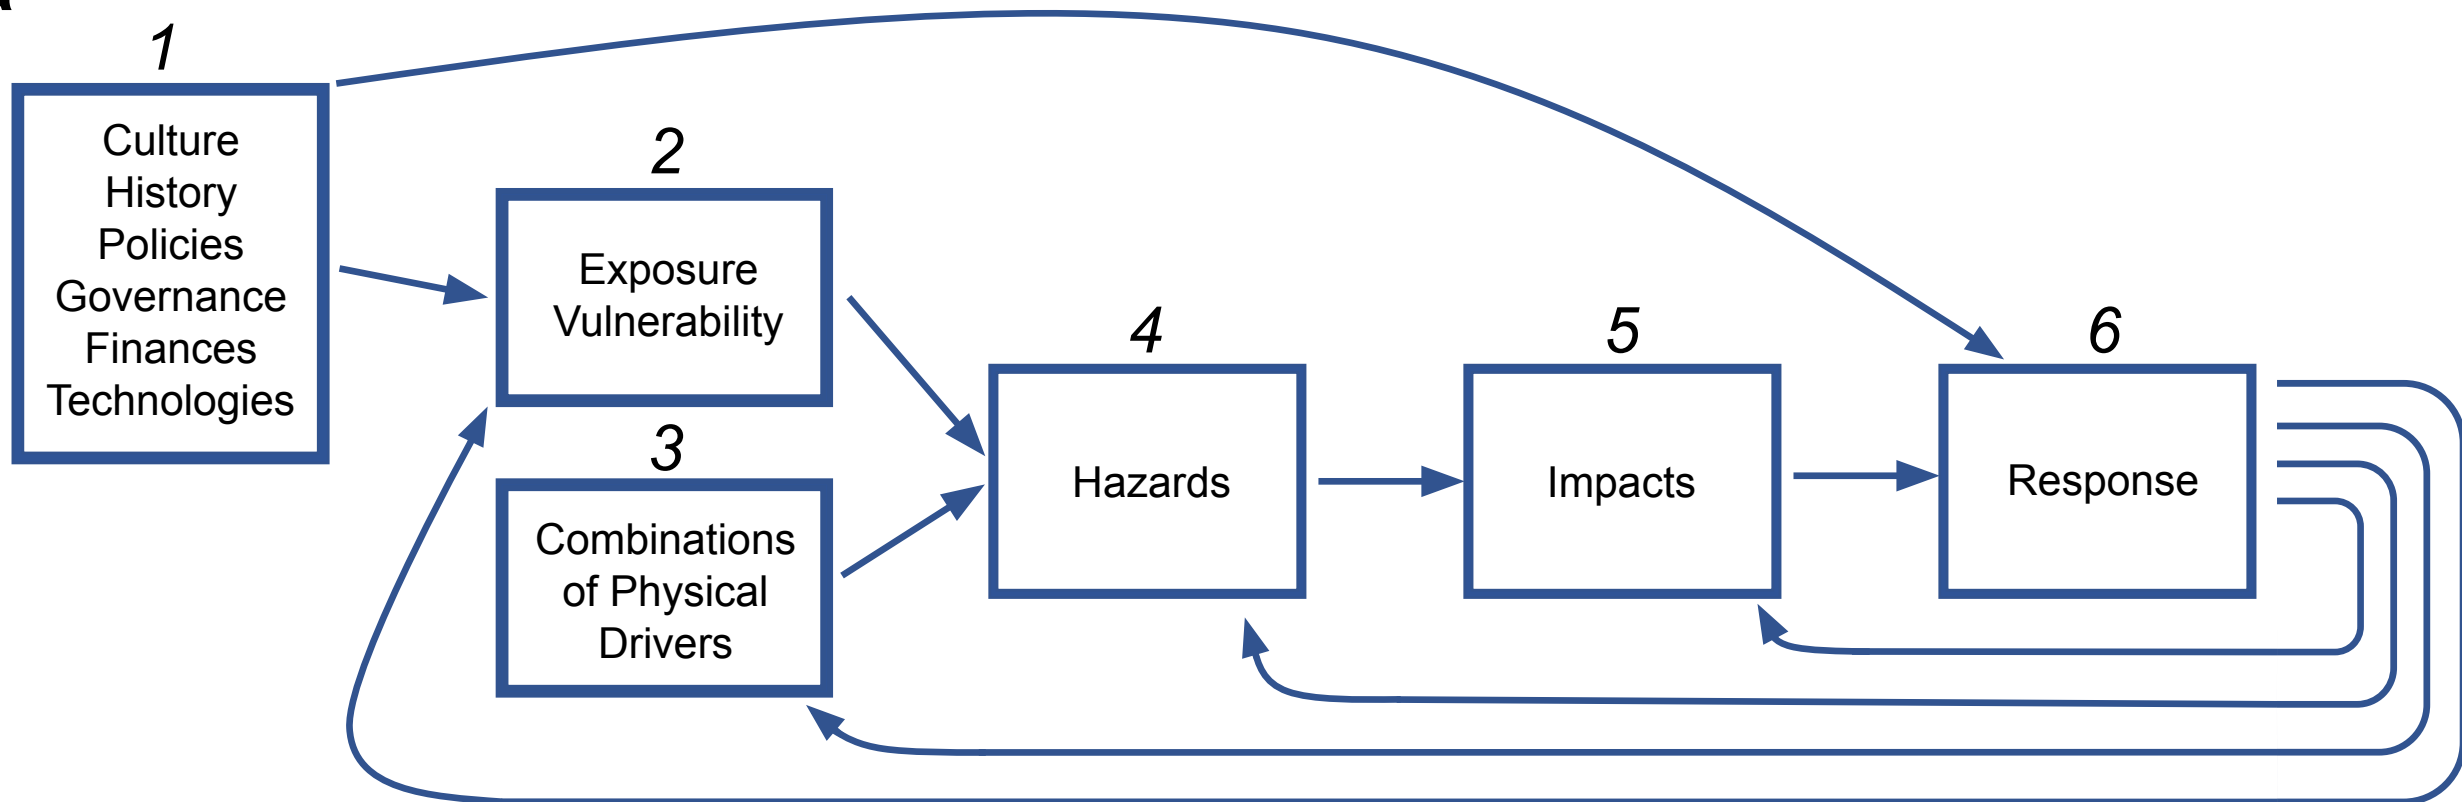 1
Culture
History
Policies
Governance
Finances
Technologies
2
Exposure
Vulnerability
3
Combinations
of Physical
Drivers
4
Hazards
5
Impacts
6
Response